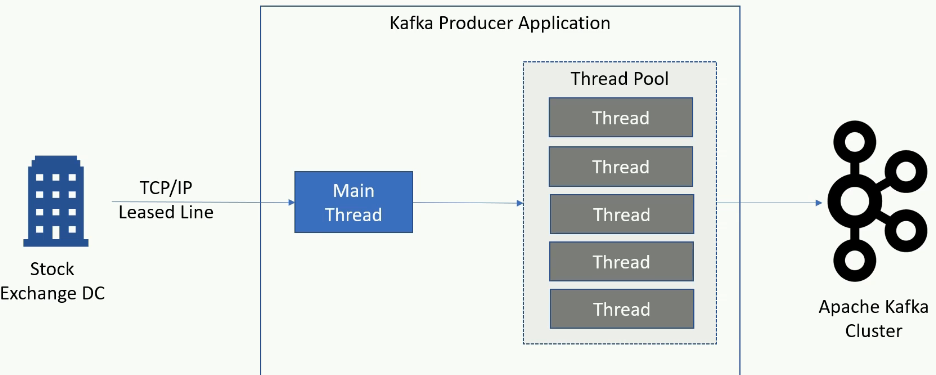 Kafka Producer Application
Thread Pool
Thread
Thread
Thread
Thread
Thread
Main
Thread
TCP/IP
Leased Line
Stock
Exchange DC
Apache Kafka
Cluster